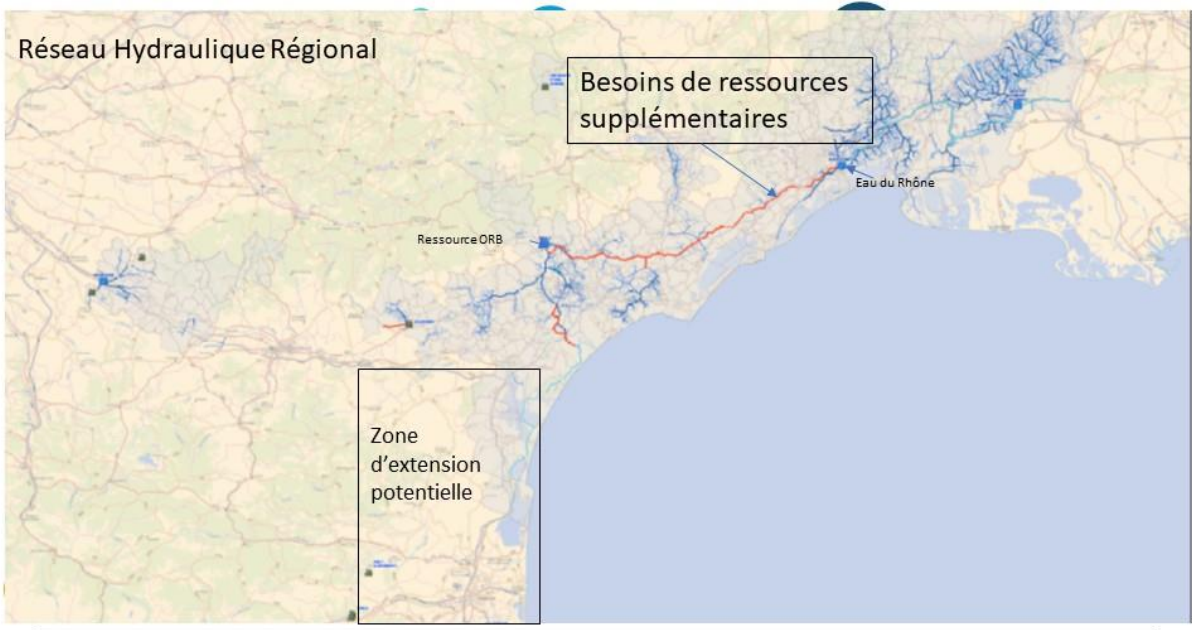 Réseau Hydraulique Régional
Besoins de ressources
supplémentaires
Eau du Rhône
Ressource ORB
Zone
d'extension
potentielle